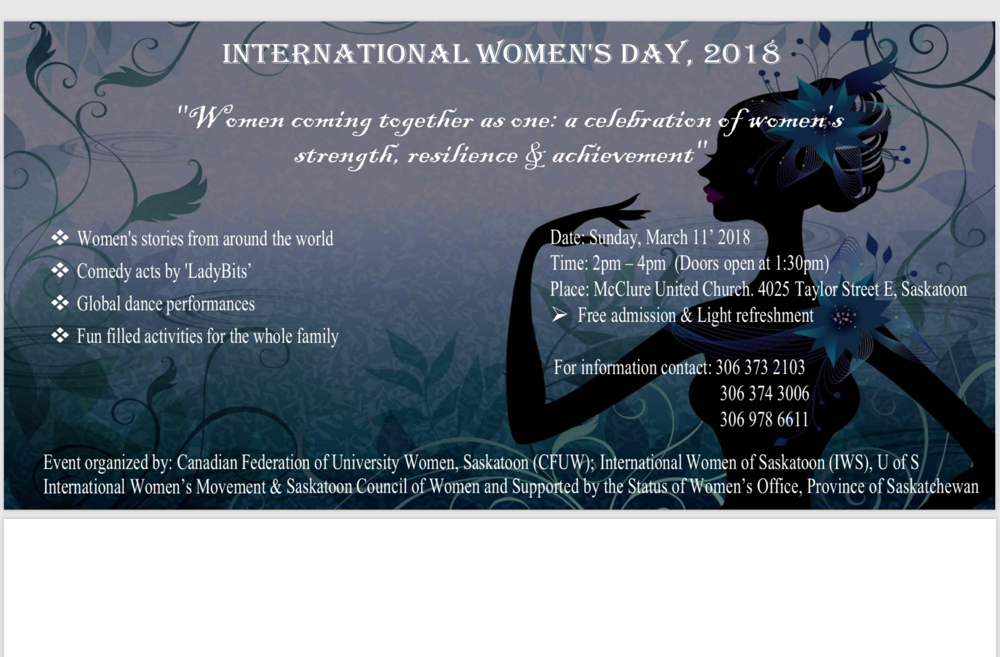 INTERNATIONAL WOMEN'S DAY, 2018
"Women coming together as one: a celebration of women's
strength, resilience & achievement"
❖ Women's stories from around the world
❖ Comedy acts by 'LadyBits’
❖ Global dance performances
❖ Fun filled activities for the whole family
Date: Sunday, March 11’ 2018
Time: 2pm – 4pm (Doors open at 1:30pm)
Place: McClure United Church. 4025 Taylor Street E, Saskatoon
➢ Free admission & Light refreshment
For information contact: 306 373 2103
306 374 3006
306 978 6611
Event organized by: Canadian Federation of University Women, Saskatoon (CFUW); International Women of Saskatoon (IWS), U of S
International Women’s Movement & Saskatoon Council of Women and Supported by the Status of Women’s Office, Province of Saskatchewan